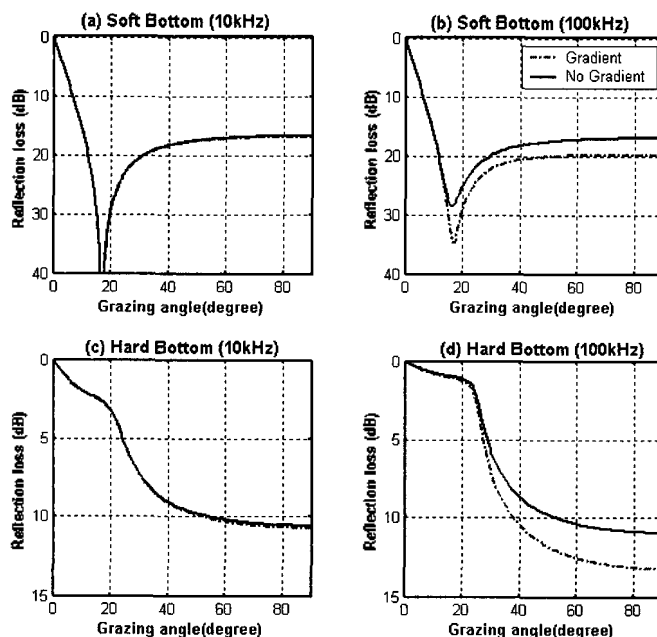 (a) Soft Bottom (10kHz)
0
10
20
30
40
Reflection loss (dB)
0 20 40 60 80
Grazing angle(degree)
(b) Soft Bottom (100kHz)
Gradient
No Gradient
0
10
20
30
40
Reflection loss (dB)
0 20 40 60 80
Grazing angle(degree)
(c) Hard Bottom (10kHz)
0
5
10
15
Reflection loss (dB)
0 20 40 60 80
Grazing angle(degree)
(d) Hard Bottom (100kHz)
0
5
10
15
Reflection loss (dB)
0 20 40 60 80
Grazing angle(degree)